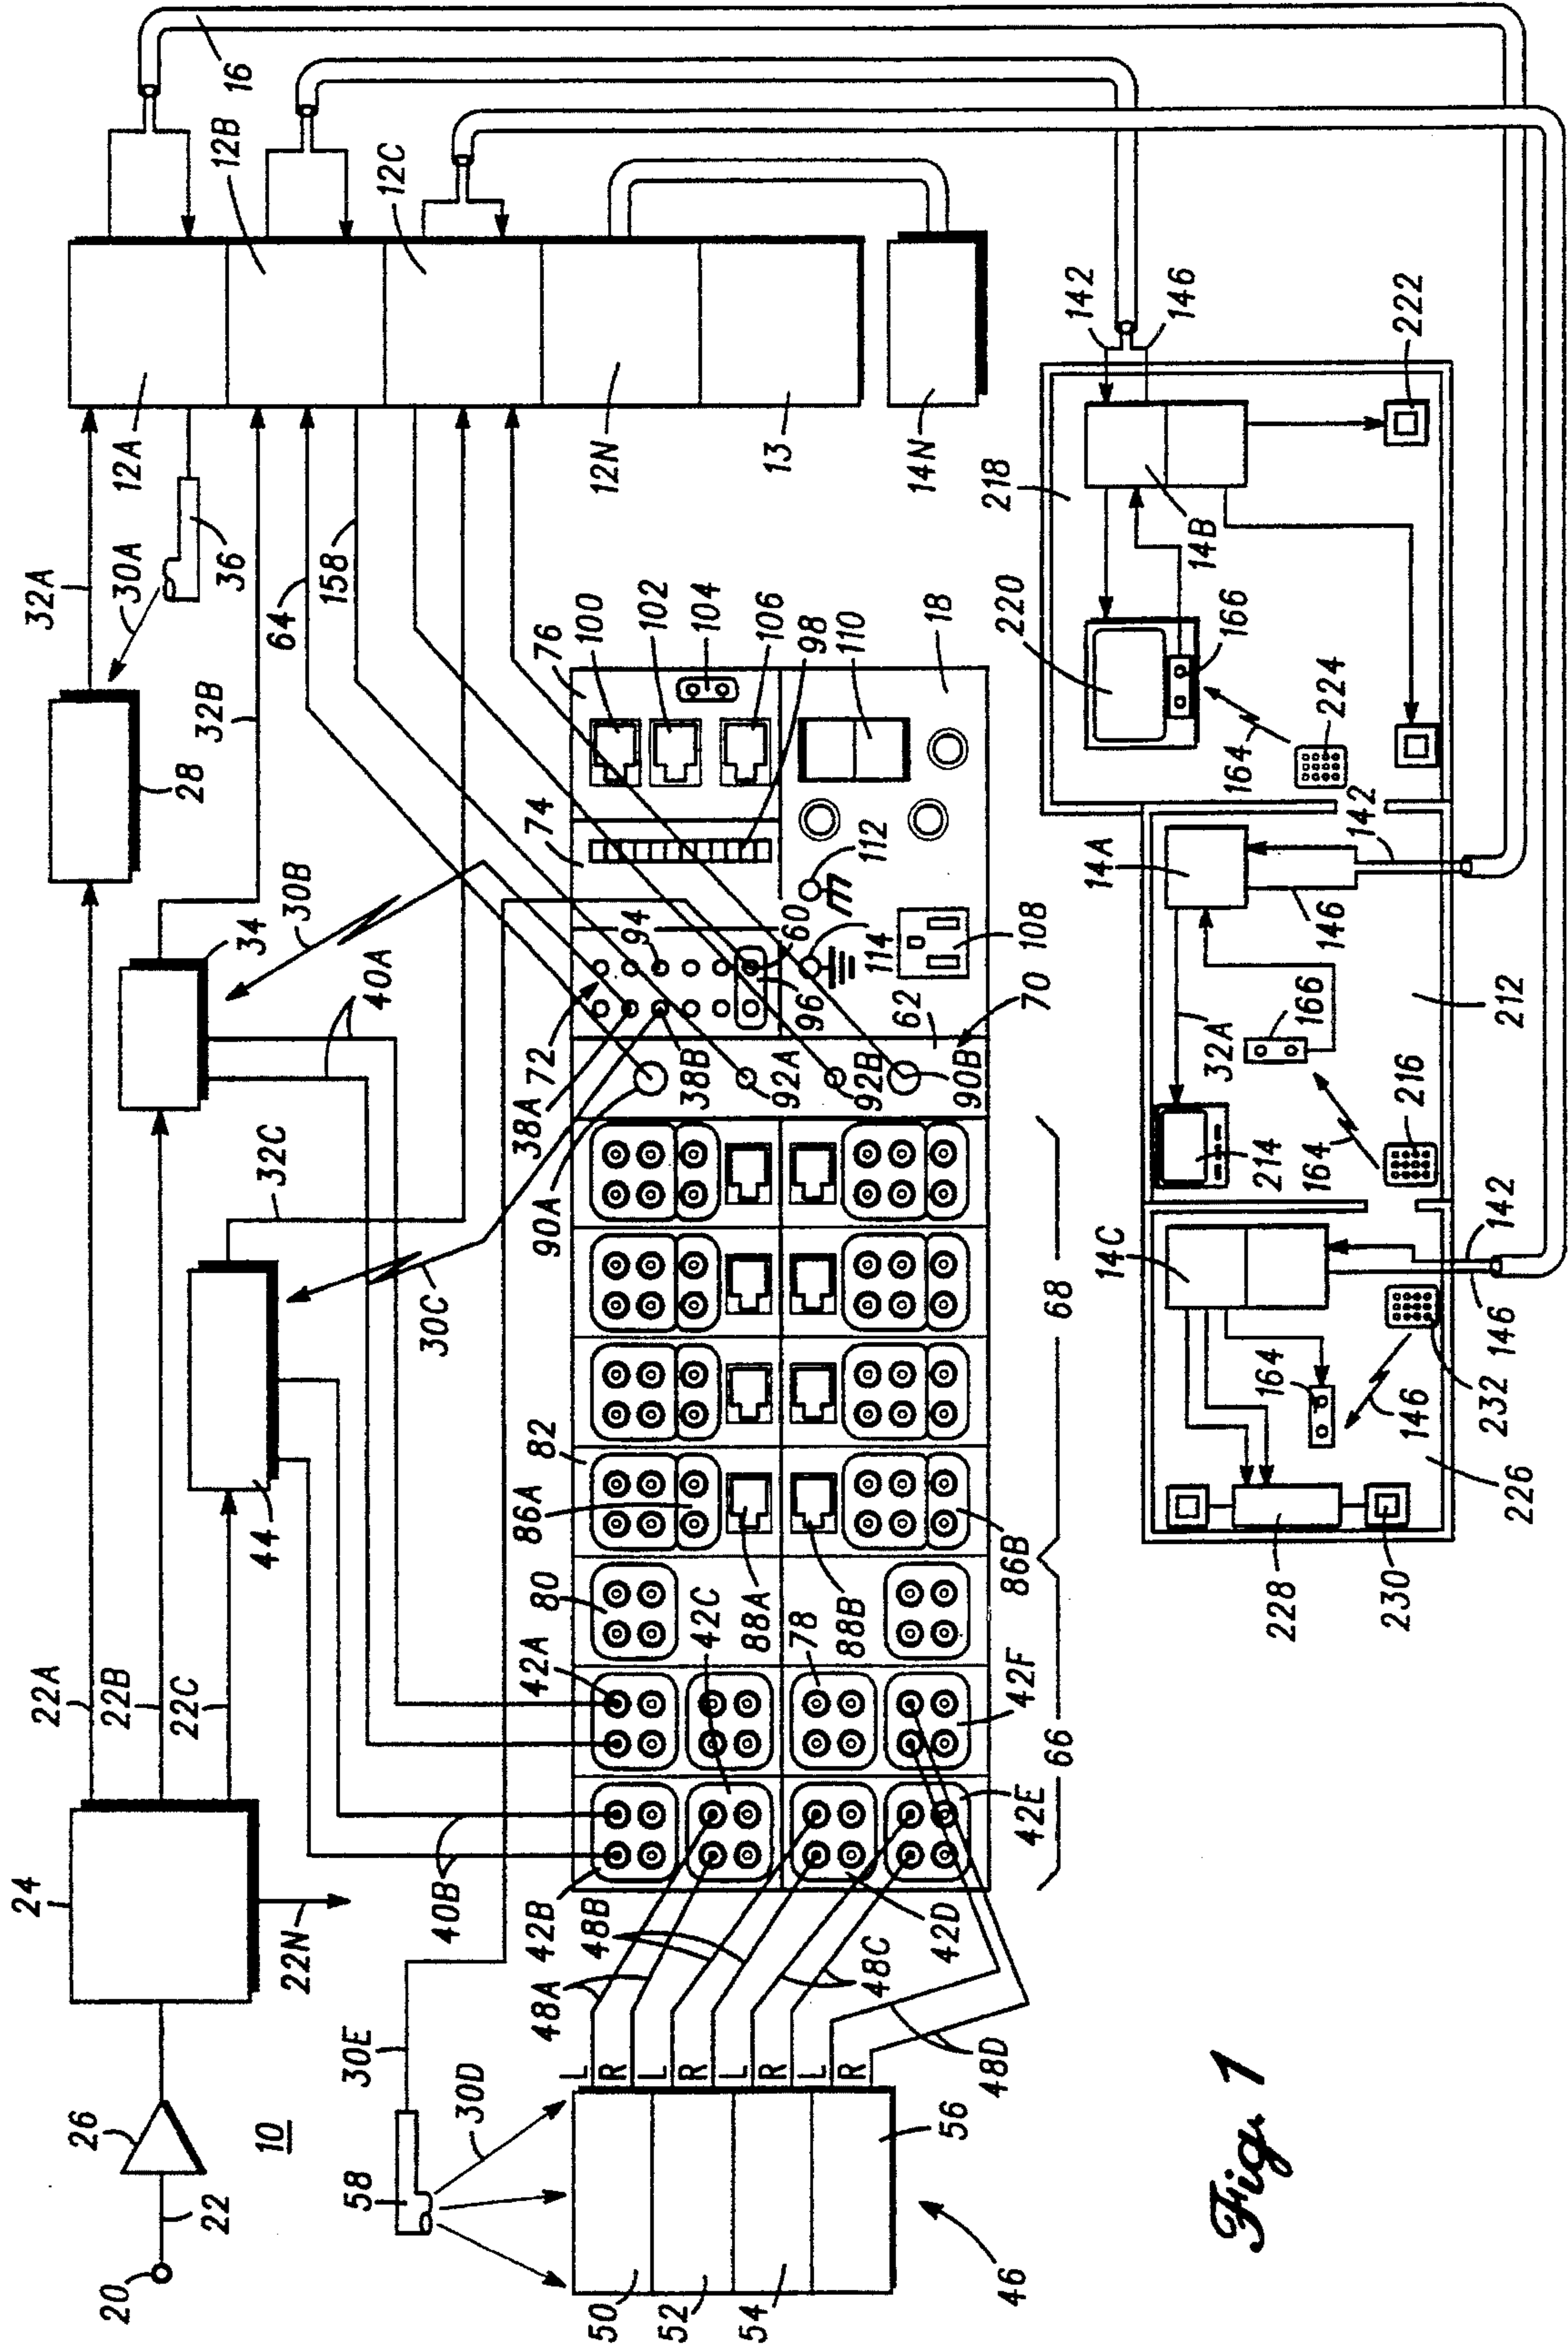 20
22
26
10
24
22N
22A
22B
22C
28
32A
30A
36
12A
12B
12C
12N
13
14N
16
32B
34
40A
30B
64
158
44
32C
30C
40B
58
30E
30D
50
52
54
56
46
L
R
L
R
L
R
L
R
48A
48B
48C
48D
42B
42A
42C
42D
42E
42F
78
80
82
86A
86B
88A
88B
66
68
90A
38A
72
38B
92A
92B
90B
62
70
94
96
60
74
76
100
102
104
106
98
18
110
112
114
108
142
146
222
218
14B
220
166
164
224
14A
142
146
32A
166
212
214
164
216
14C
142
146
164
146
232
226
228
230
Fig. 1